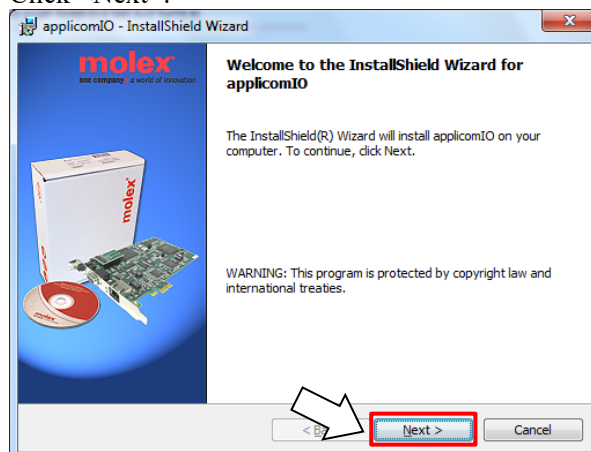 Click "Next".
applicomIO - InstallShield Wizard
molex
one company › a world of innovation
Welcome to the InstallShield Wizard for
applicomIO
The InstallShield(R) Wizard will install applicomIO on your
computer. To continue, click Next.
molex
molex
WARNING: This program is protected by copyright law and
international treaties.
Next >
Cancel